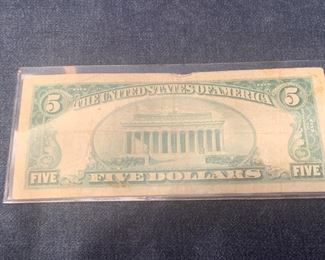 THE UNITED STATES OF AMERICA
5 5
FIVE FIVE DOLLARS FIVE